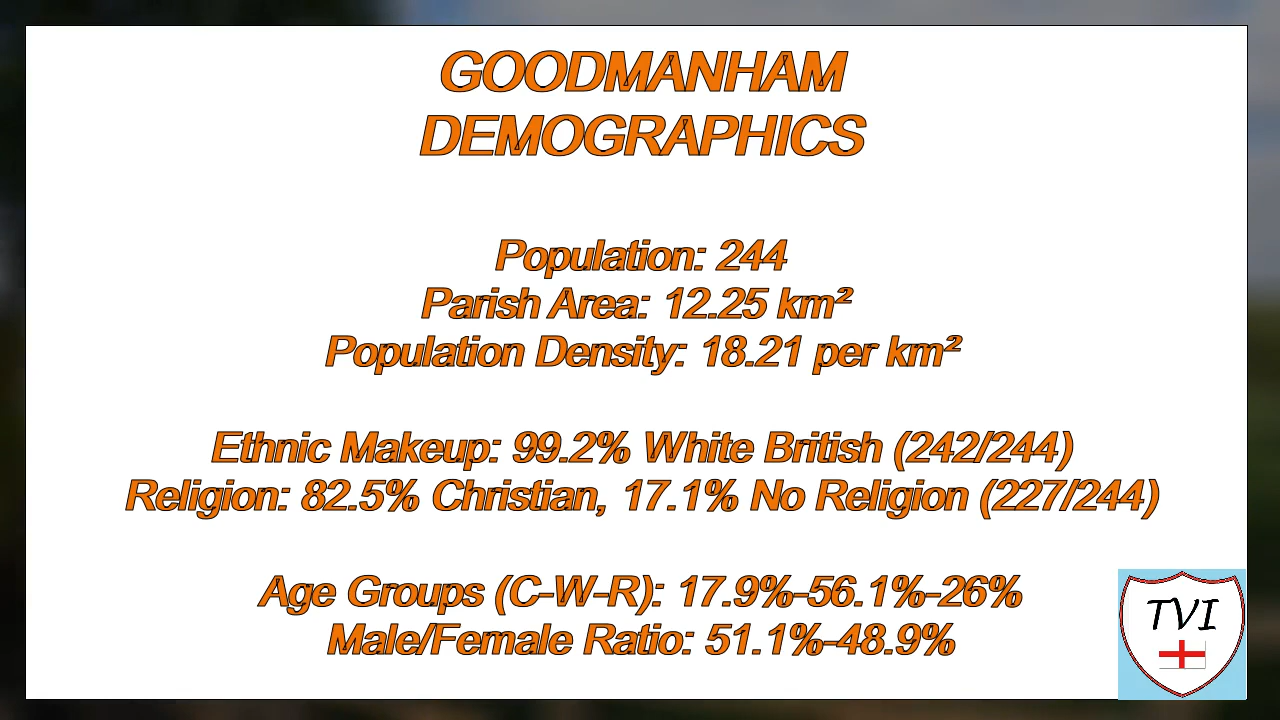 GOODMANHAM
DEMOGRAPHICS
Population: 244
Parish Area: 12.25 km²
Population Density: 18.21 per km²
Ethnic Makeup: 99.2% White British (242/244)
Religion: 82.5% Christian, 17.1% No Religion (227/244)
Age Groups (C-W-R): 17.9%-56.1%-26%
Male/Female Ratio: 51.1%-48.9%
TVI